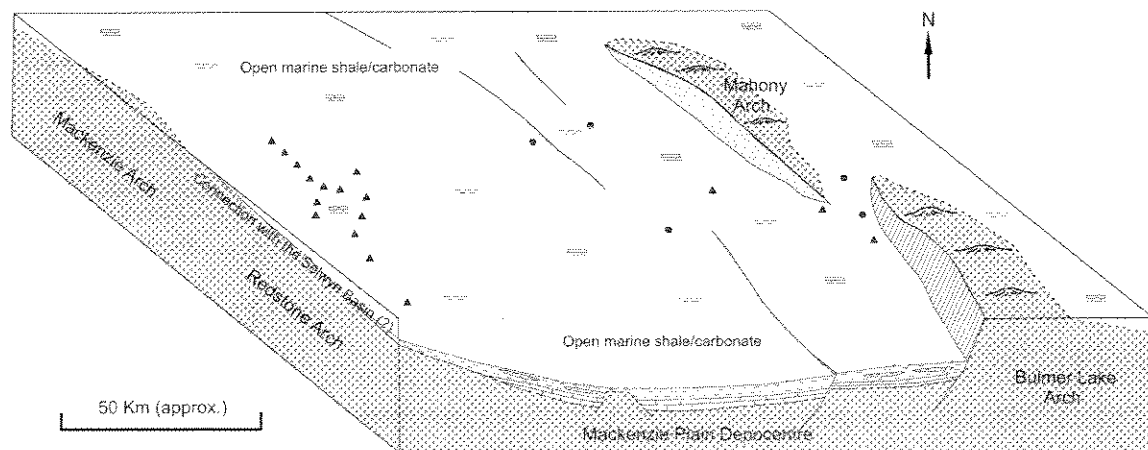 N
Open marine shale/carbonate
Mahony
Arch
Mackenzie Arch
Connection with the Selwyn Basin (?)
Redstone Arch
Open marine shale/carbonate
Bulmer Lake
Arch
50 Km (approx.)
Mackenzie Plain Depocentre